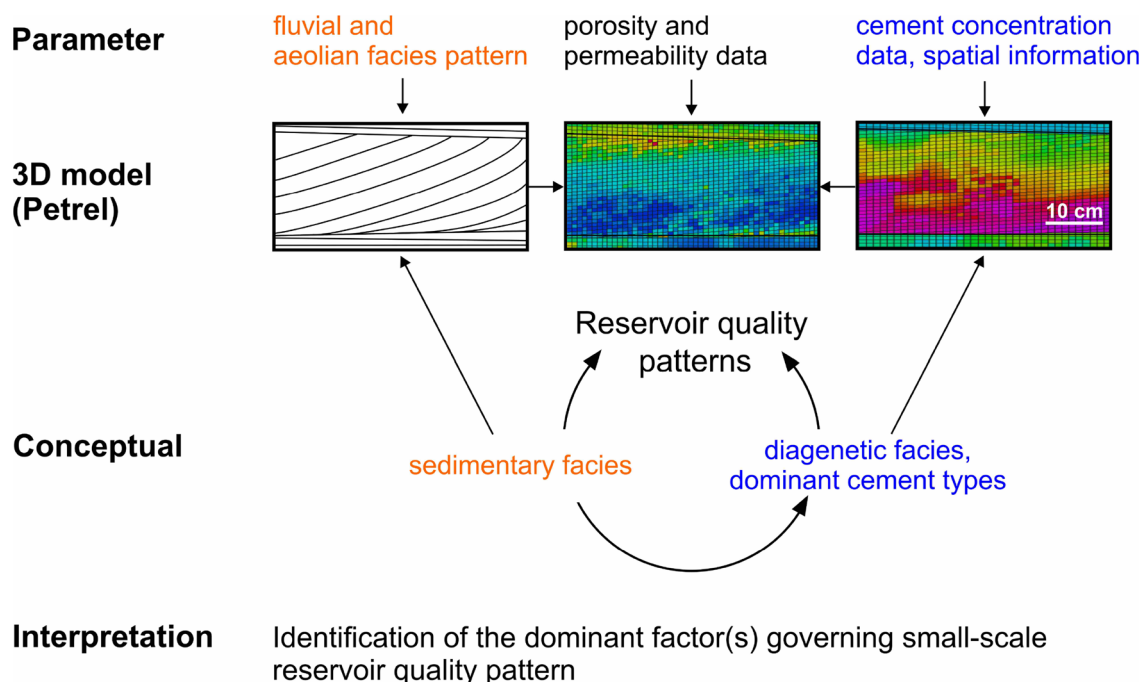 Parameter
fluvial and
aeolian facies pattern
porosity and
permeability data
cement concentration
data, spatial information
3D model
(Petrel)
10 cm
Reservoir quality
patterns
Conceptual
sedimentary facies
diagenetic facies,
dominant cement types
Interpretation
Identification of the dominant factor(s) governing small-scale
reservoir quality pattern